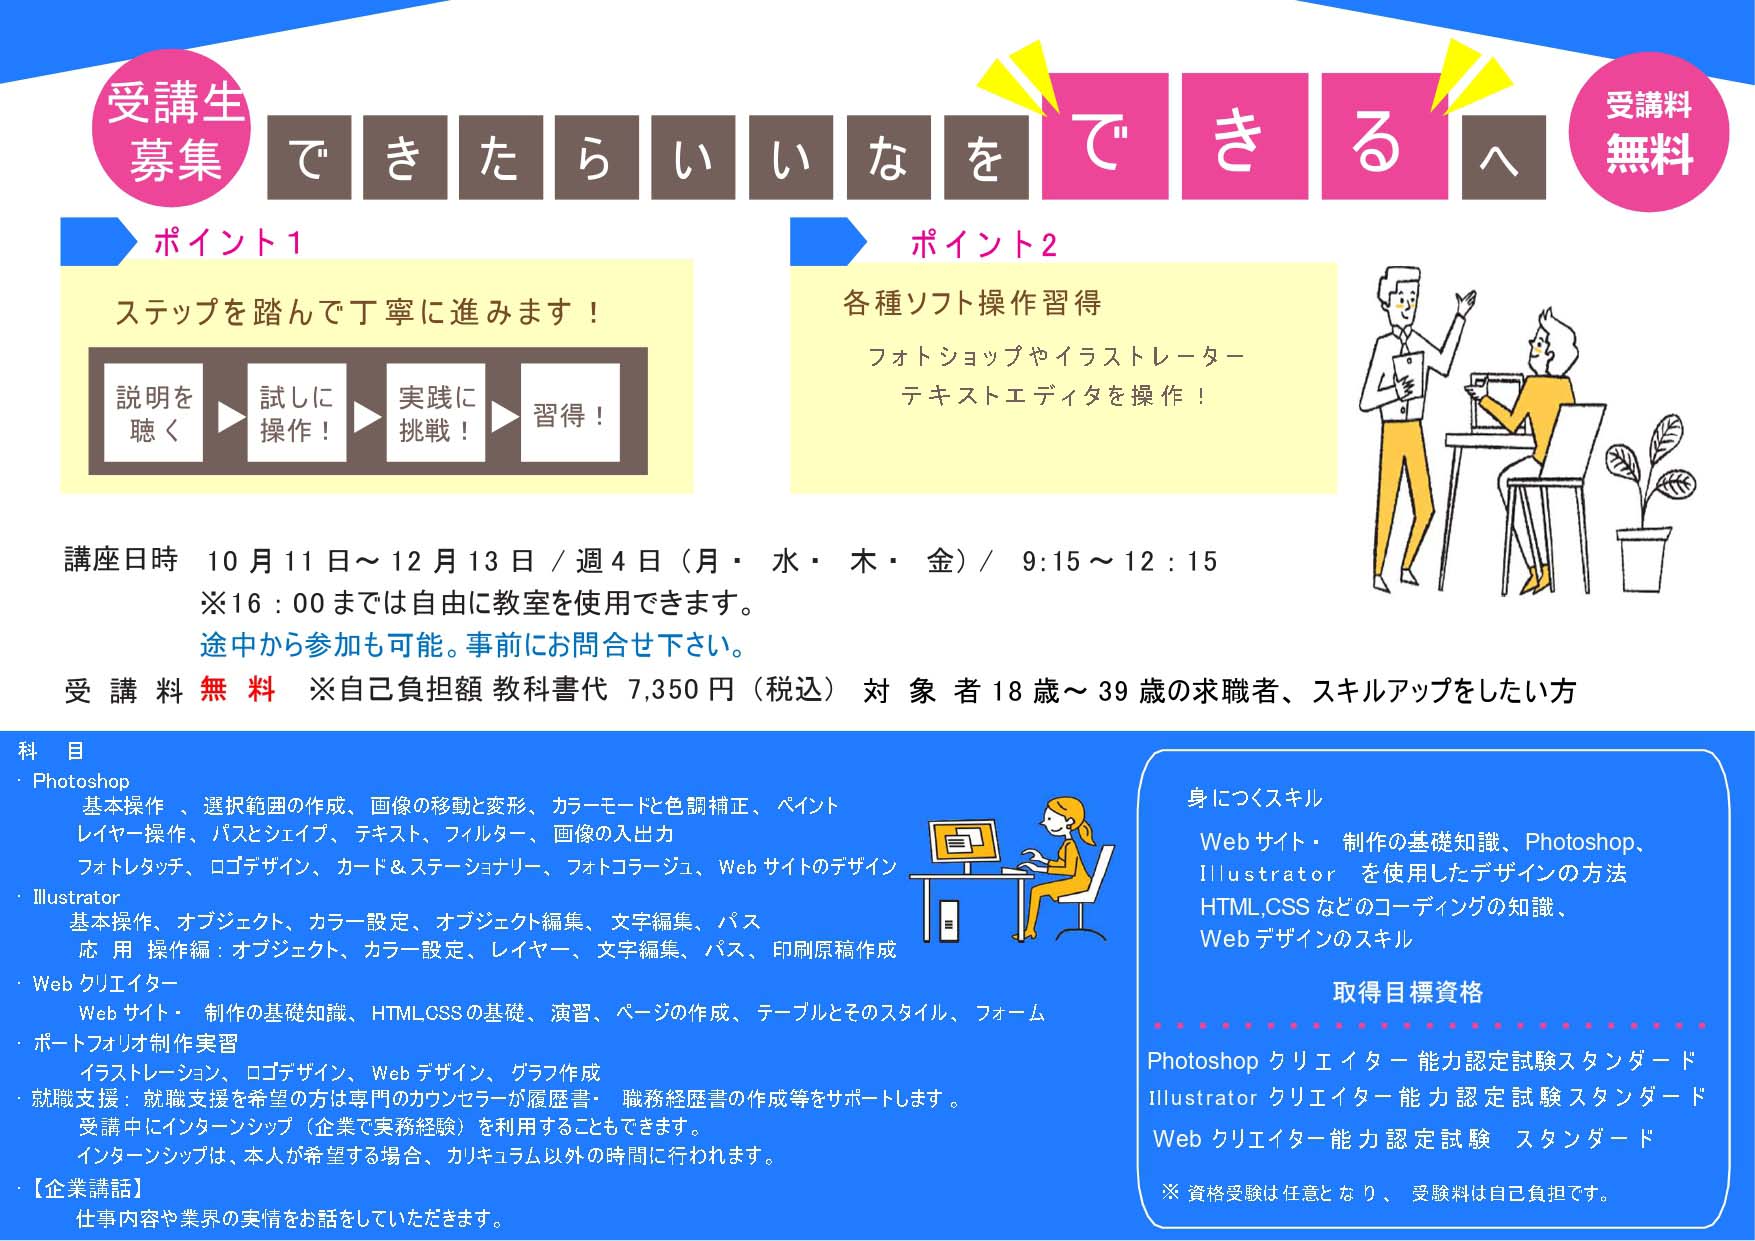 受講生
募集
できたらいいなをできるへ
受講料
無料
ポイント1
ステップを踏んで丁寧に進みます！
説明を
聴く
試しに
操作！
実践に
挑戦！
習得！
ポイント2
各種ソフト操作習得
フォトショップやイラストレーター
テキストエディタを操作！
講座日時 10月11日～12月13日 / 週4日（月・ 水・ 木・ 金）/ 9:15～12：15
※16：00までは自由に教室を使用できます。
途中から参加も可能。事前にお問合せ下さい。
受 講 料 無 料 ※自己負担額 教科書代 7,350円（税込） 対 象 者 18歳～39歳の求職者、スキルアップをしたい方
科 目
・Photoshop
基本操作 、選択範囲の作成、画像の移動と変形、カラーモードと色調補正、ペイント
レイヤー操作、パスとシェイプ、テキスト、フィルター、画像の入出力
フォトレタッチ、ロゴデザイン、カード＆ステーショナリー、フォトコラージュ、Webサイトのデザイン
・Illustrator
基本操作、オブジェクト、カラー設定、オブジェクト編集、文字編集、パス
応 用 操作編：オブジェクト、カラー設定、レイヤー、文字編集、パス、印刷原稿作成
・Webクリエイター
Webサイト・ 制作の基礎知識、HTML,CSSの基礎、演習、ページの作成、テーブルとそのスタイル、フォーム
・ポートフォリオ制作実習
イラストレーション、ロゴデザイン、Webデザイン、グラフ作成
・就職支援：就職支援を希望の方は専門のカウンセラーが履歴書・ 職務経歴書の作成等をサポートします 。
受講中にインターンシップ（企業で実務経験）を利用することもできます。
インターンシップは、本人が希望する場合、カリキュラム以外の時間に行われます。
・【企業講話】
仕事内容や業界の実情をお話をしていただきます。
身につくスキル
Webサイト・ 制作の基礎知識、Photoshop、
Illustrator を使用したデザインの方法
HTML,CSSなどのコーディングの知識、
Webデザインのスキル
取得目標資格
Photoshopクリエイター能力認定試験スタンダード
Illustratorクリエイター能力認定試験スタンダード
Webクリエイター能力認定試験 スタンダード
※ 資格受験は任意となり、 受験料は自己負担です。